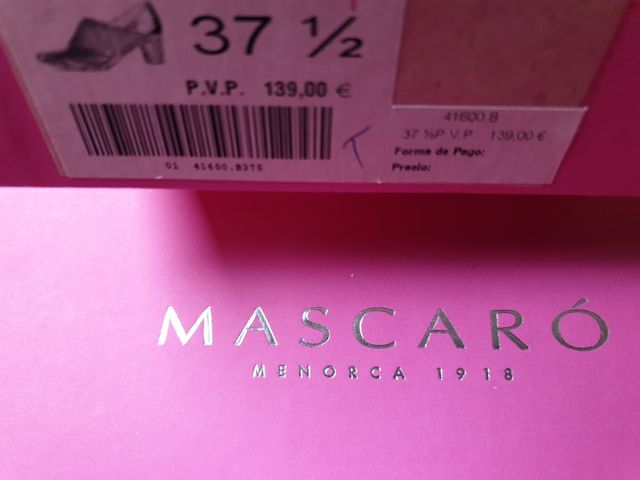 37 ½
P.V.P. 139,00 €
01 41600.B375
T
41600.B
37 ½P.V.P 139,00 €
Forma de Pago:
Precio:
MASCARÓ
MENORCA 1918